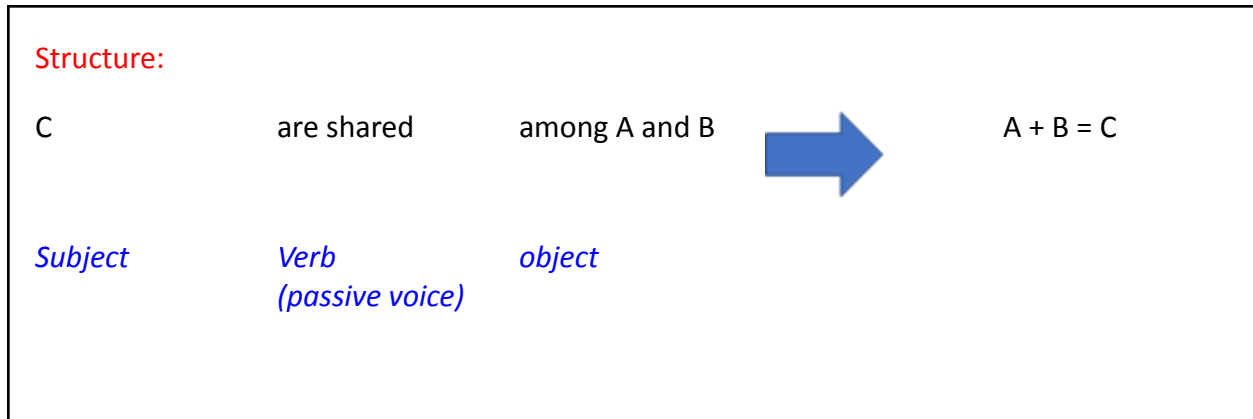 Structure:
C are shared among A and B A + B = C
Subject Verb object
(passive voice)